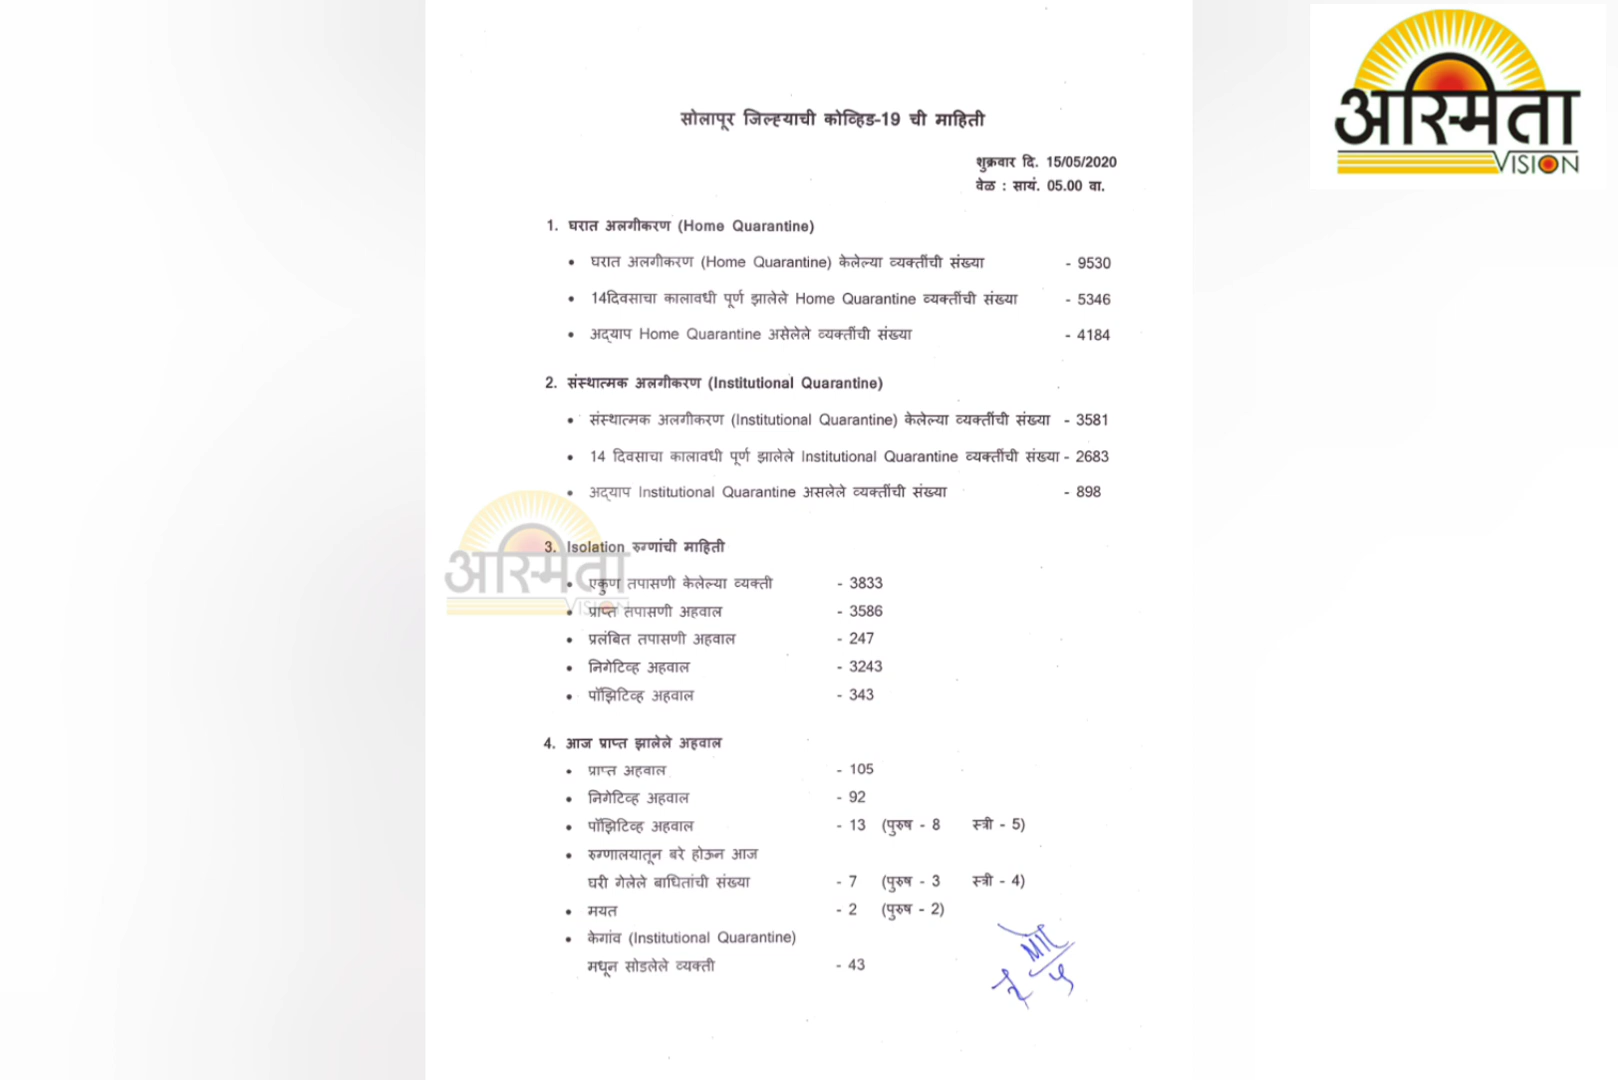 अस्मिता
VISION
सोलापूर जिल्ह्याची कोव्हिड-19 ची माहिती
शुक्रवार दि. 15/05/2020
वेळ : सायं. 05.00 वा.
1. घरात अलगीकरण (Home Quarantine)
• घरात अलगीकरण (Home Quarantine) केलेल्या व्यक्तींची संख्या - 9530
• 14दिवसाचा कालावधी पूर्ण झालेले Home Quarantine व्यक्तींची संख्या - 5346
• अद्याप Home Quarantine असेलेले व्यक्तींची संख्या - 4184
2. संस्थात्मक अलगीकरण (Institutional Quarantine)
• संस्थात्मक अलगीकरण (Institutional Quarantine) केलेल्या व्यक्तींची संख्या - 3581
• 14 दिवसाचा कालावधी पूर्ण झालेले Institutional Quarantine व्यक्तींची संख्या - 2683
• अद्याप Institutional Quarantine असलेले व्यक्तींची संख्या - 898
3. Isolation रुग्णांची माहिती
अस्मिता
VISION
• एकुण तपासणी केलेल्या व्यक्ती - 3833
• प्राप्त तपासणी अहवाल - 3586
• प्रलंबित तपासणी अहवाल - 247
• निगेटिव्ह अहवाल - 3243
• पॉझिटिव्ह अहवाल - 343
4. आज प्राप्त झालेले अहवाल
• प्राप्त अहवाल - 105
• निगेटिव्ह अहवाल - 92
• पॉझिटिव्ह अहवाल - 13 (पुरुष - 8 स्त्री - 5)
• रुग्णालयातून बरे होऊन आज
घरी गेलेले बाधितांची संख्या - 7 (पुरुष - 3 स्त्री - 4)
• मयत - 2 (पुरुष - 2)
• केगांव (Institutional Quarantine)
मधून सोडलेले व्यक्ती - 43